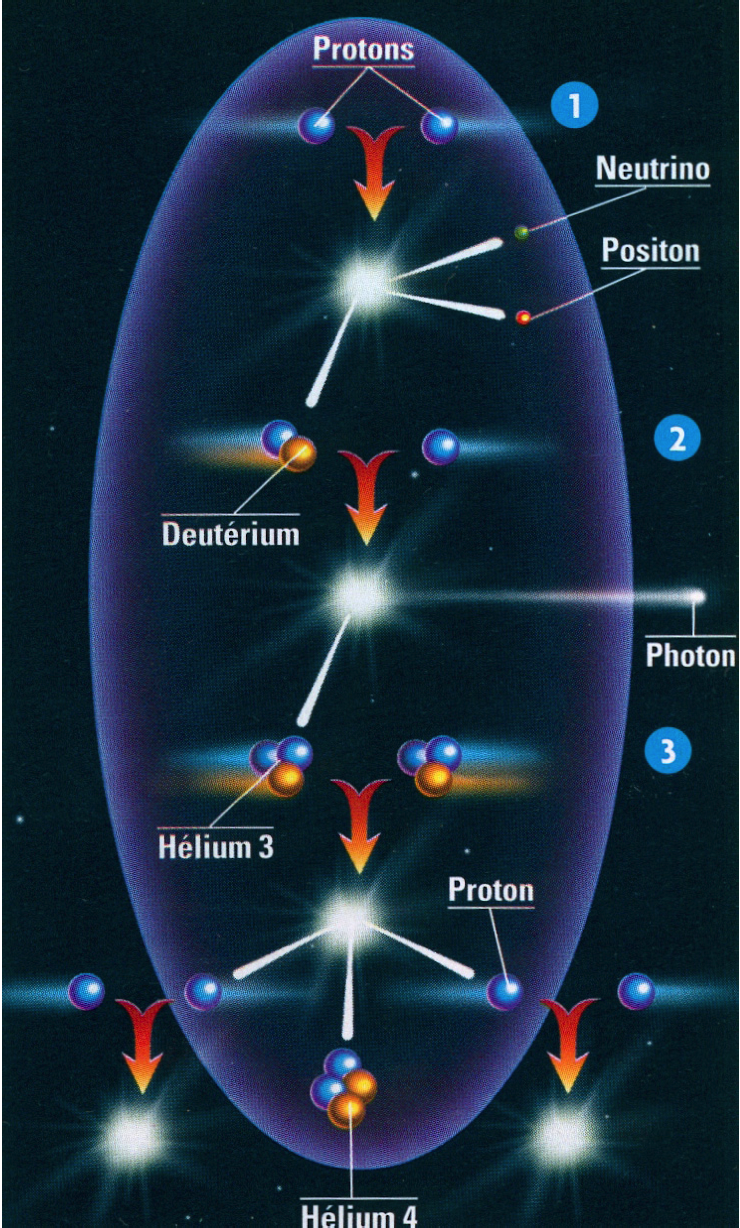 Protons
1
Neutrino
Positon
2
Deutérium
Photon
3
Hélium 3
Proton
Hélium 4